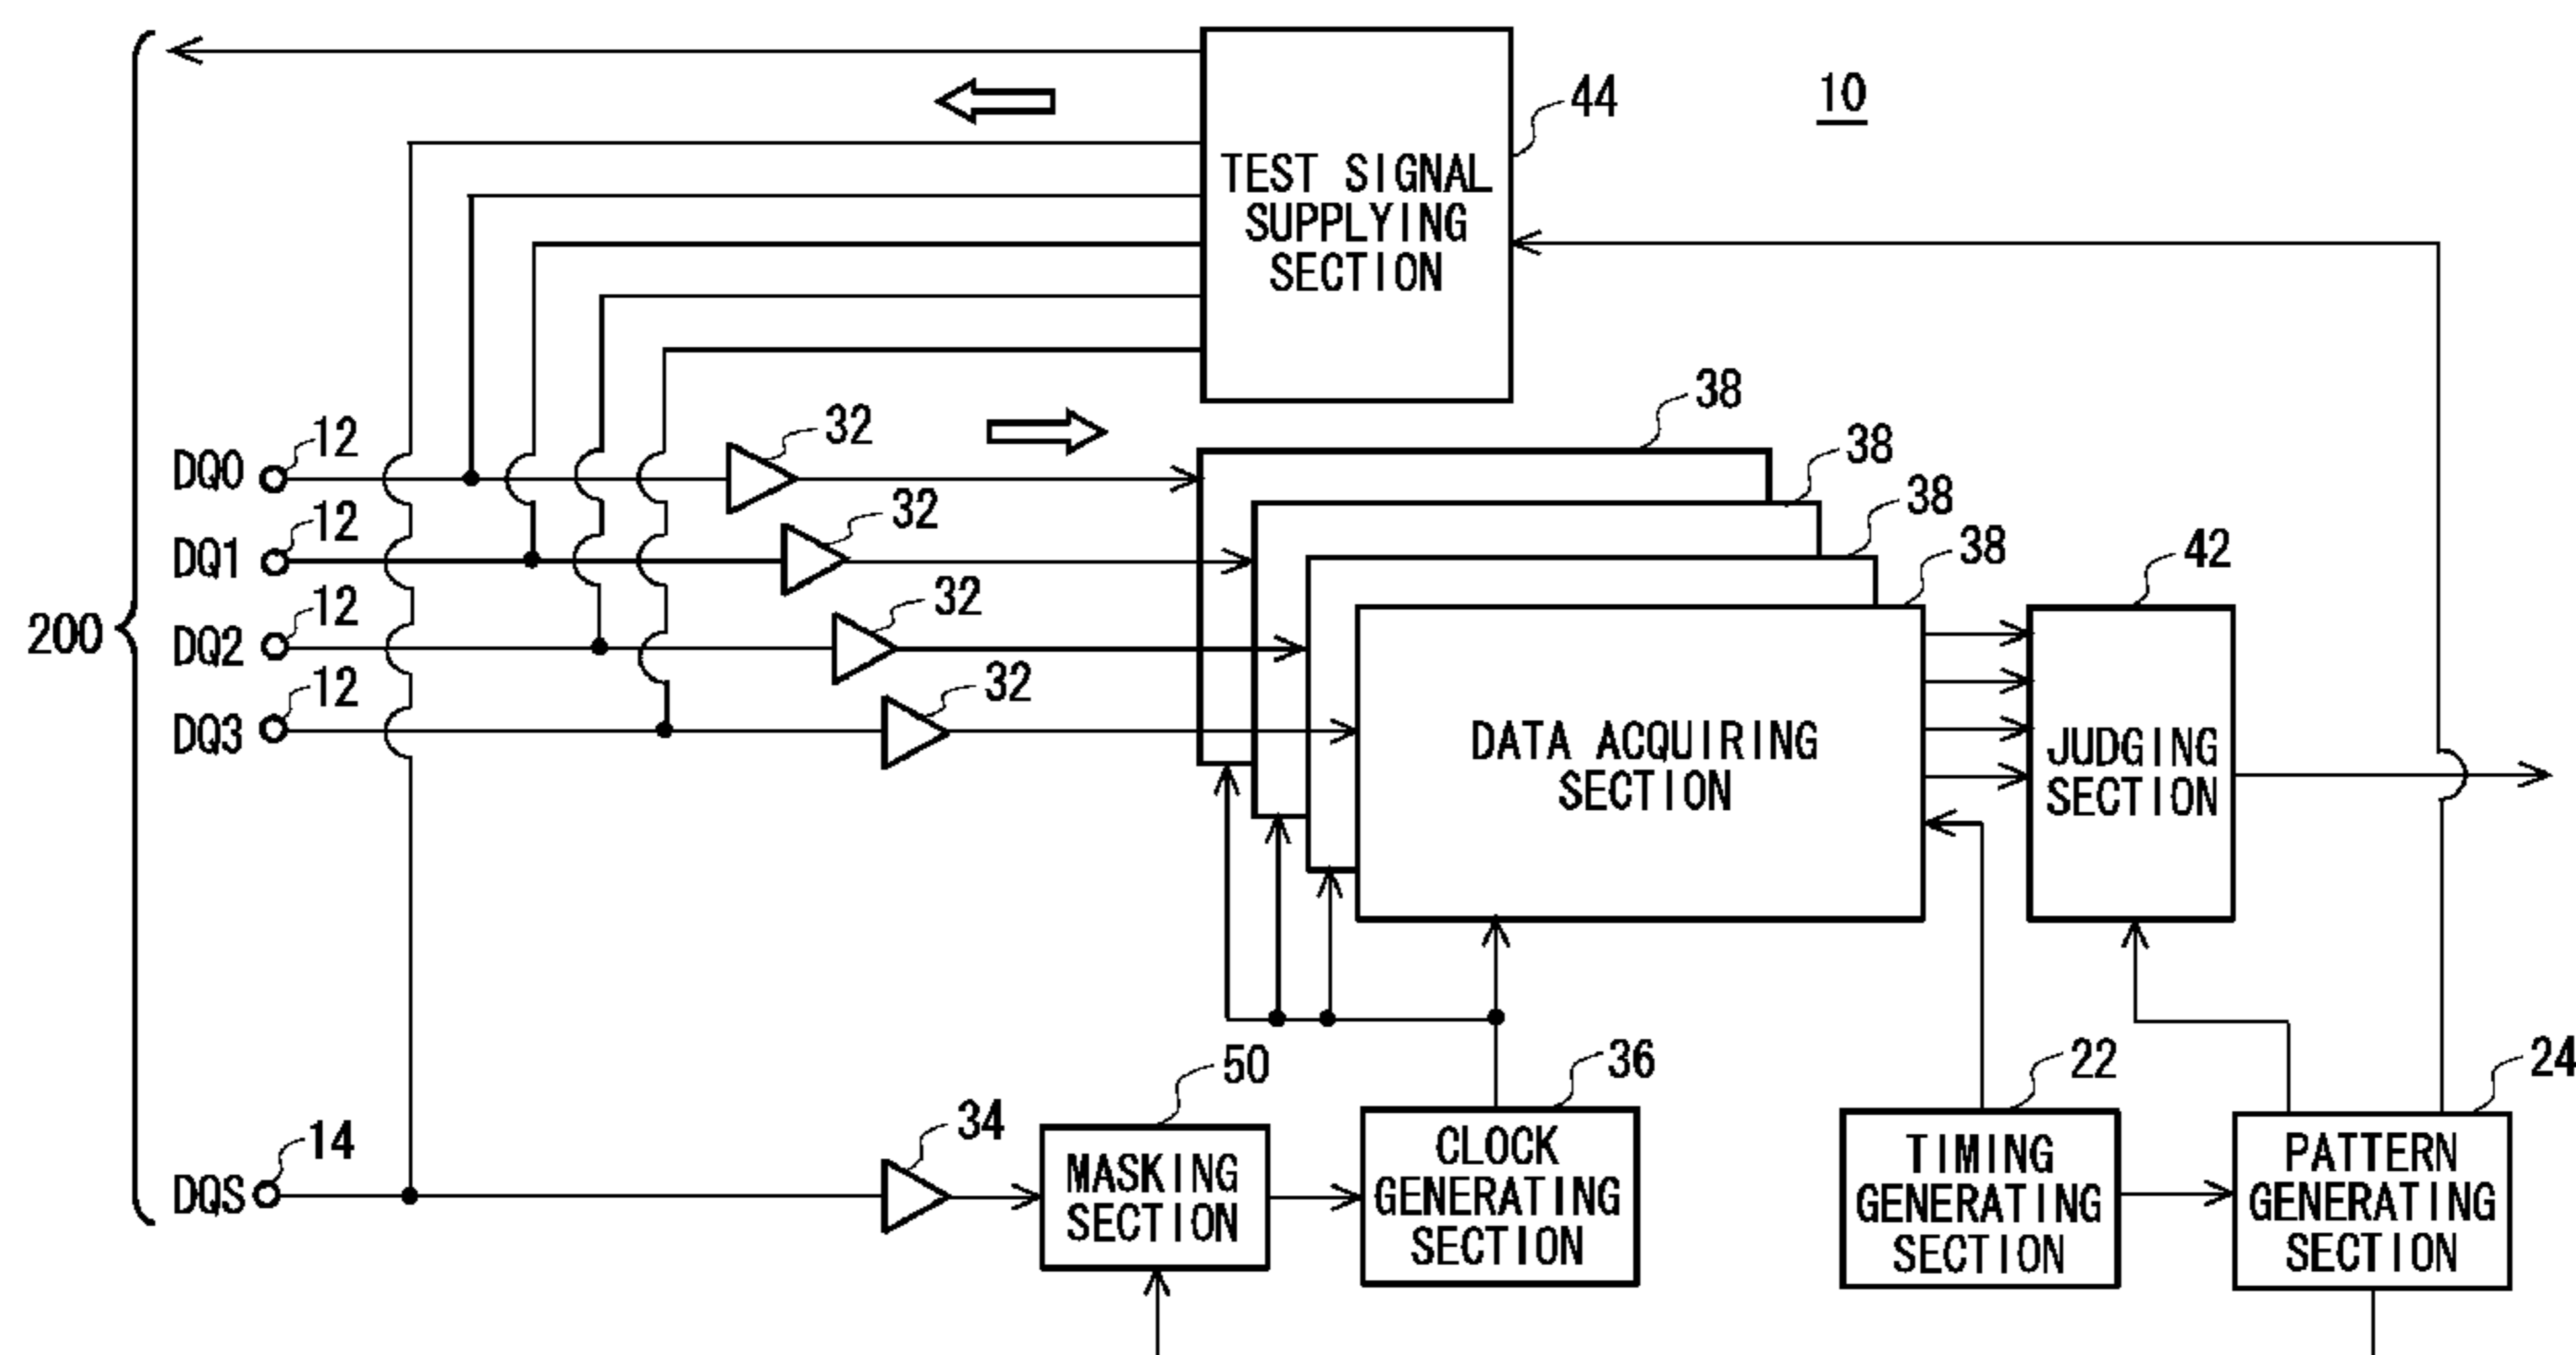 10
44
TEST SIGNAL
SUPPLYING
SECTION
38
38
38
38
DQ0
12
32
DQ1
12
32
DQ2
12
32
DQ3
12
32
200
42
DATA ACQUIRING
SECTION
JUDGING
SECTION
50
36
22
24
DQS
14
34
MASKING
SECTION
CLOCK
GENERATING
SECTION
TIMING
GENERATING
SECTION
PATTERN
GENERATING
SECTION